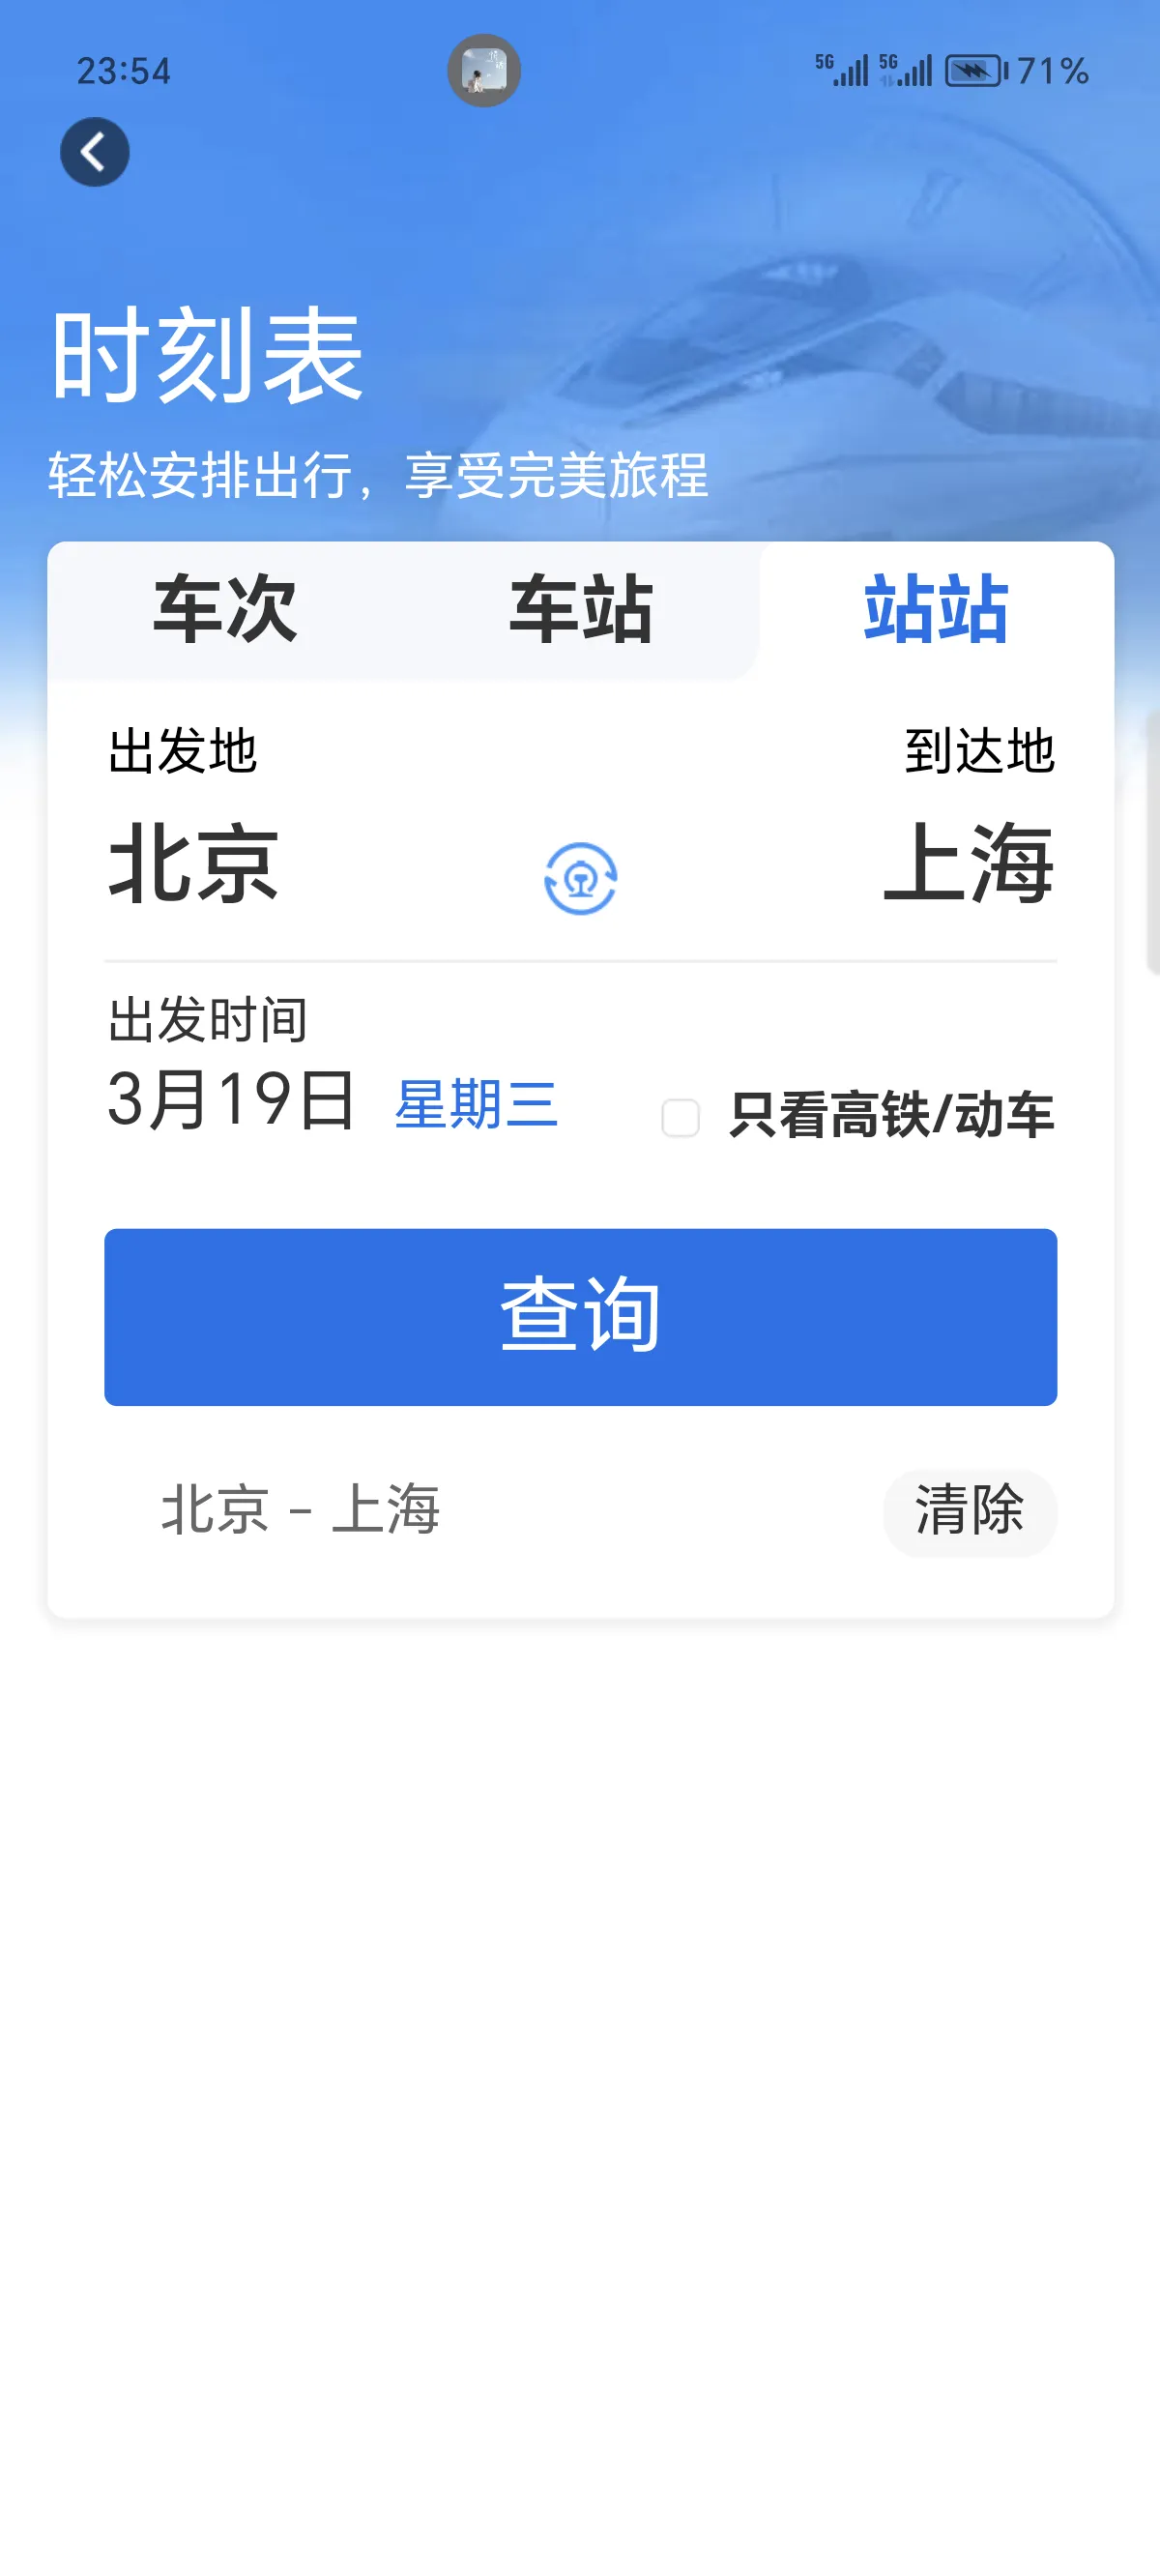 23:54
5G 5G 71%
时刻表
轻松安排出行，享受完美旅程
车次 车站 站站
出发地 到达地
北京 上海
出发时间
3月19日 星期三 只看高铁/动车
查询
北京 - 上海 清除